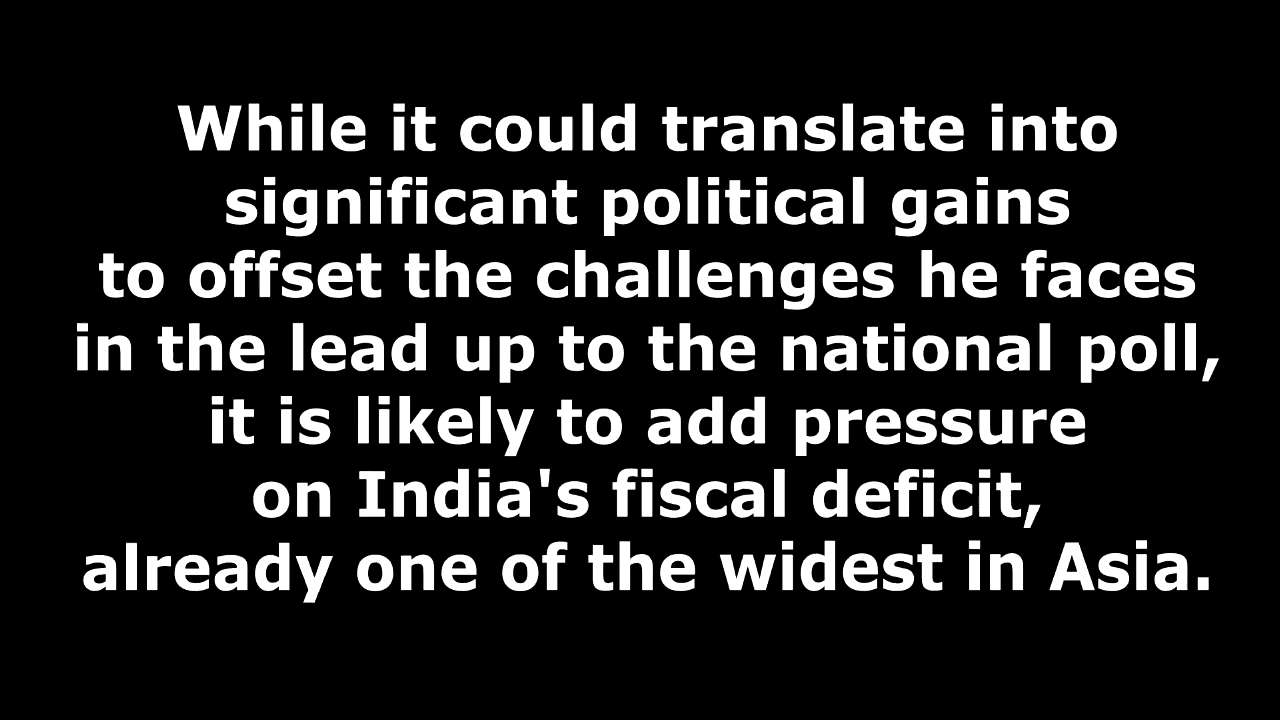 While it could translate into
significant political gains
to offset the challenges he faces
in the lead up to the national poll,
it is likely to add pressure
on India's fiscal deficit,
already one of the widest in Asia.